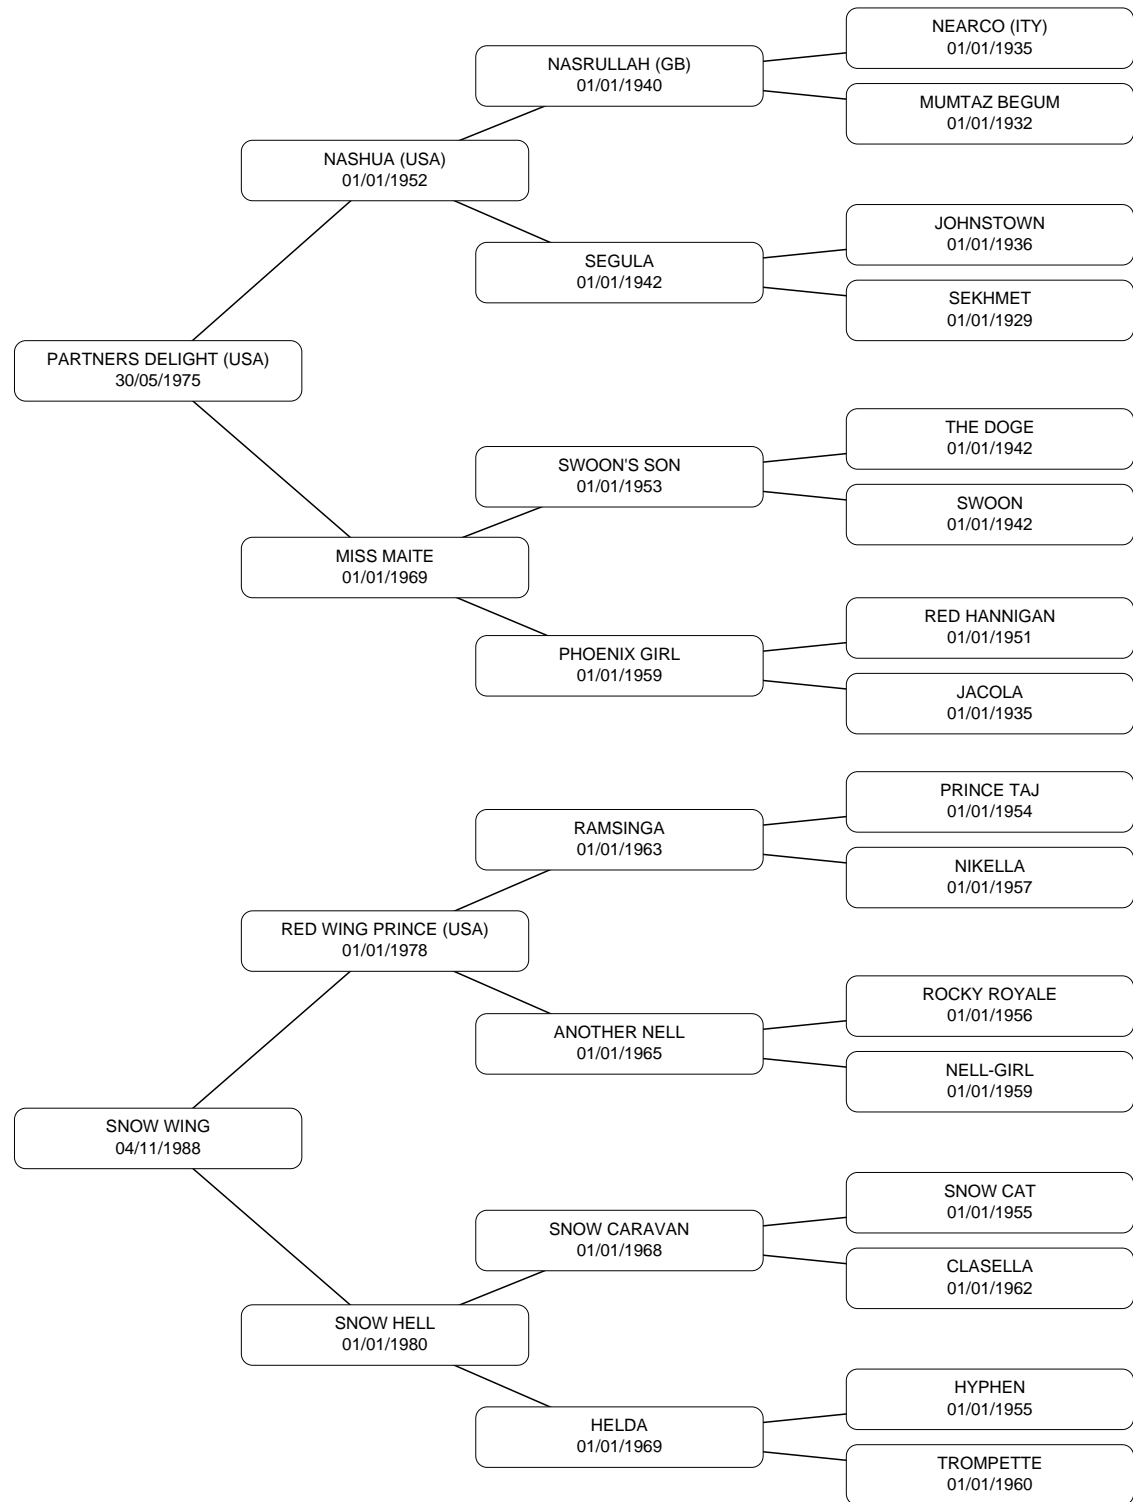 NEARCO (ITY)
01/01/1935
NASRULLAH (GB)
01/01/1940
MUMTAZ BEGUM
01/01/1932
NASHUA (USA)
01/01/1952
JOHNSTOWN
01/01/1936
SEGULA
01/01/1942
SEKHMET
01/01/1929
PARTNERS DELIGHT (USA)
30/05/1975
THE DOGE
01/01/1942
SWOON'S SON
01/01/1953
SWOON
01/01/1942
MISS MAITE
01/01/1969
RED HANNIGAN
01/01/1951
PHOENIX GIRL
01/01/1959
JACOLA
01/01/1935
PRINCE TAJ
01/01/1954
RAMSINGA
01/01/1963
NIKELLA
01/01/1957
RED WING PRINCE (USA)
01/01/1978
ROCKY ROYALE
01/01/1956
ANOTHER NELL
01/01/1965
NELL-GIRL
01/01/1959
SNOW WING
04/11/1988
SNOW CAT
01/01/1955
SNOW CARAVAN
01/01/1968
CLASELLA
01/01/1962
SNOW HELL
01/01/1980
HYPHEN
01/01/1955
HELDA
01/01/1969
TROMPETTE
01/01/1960